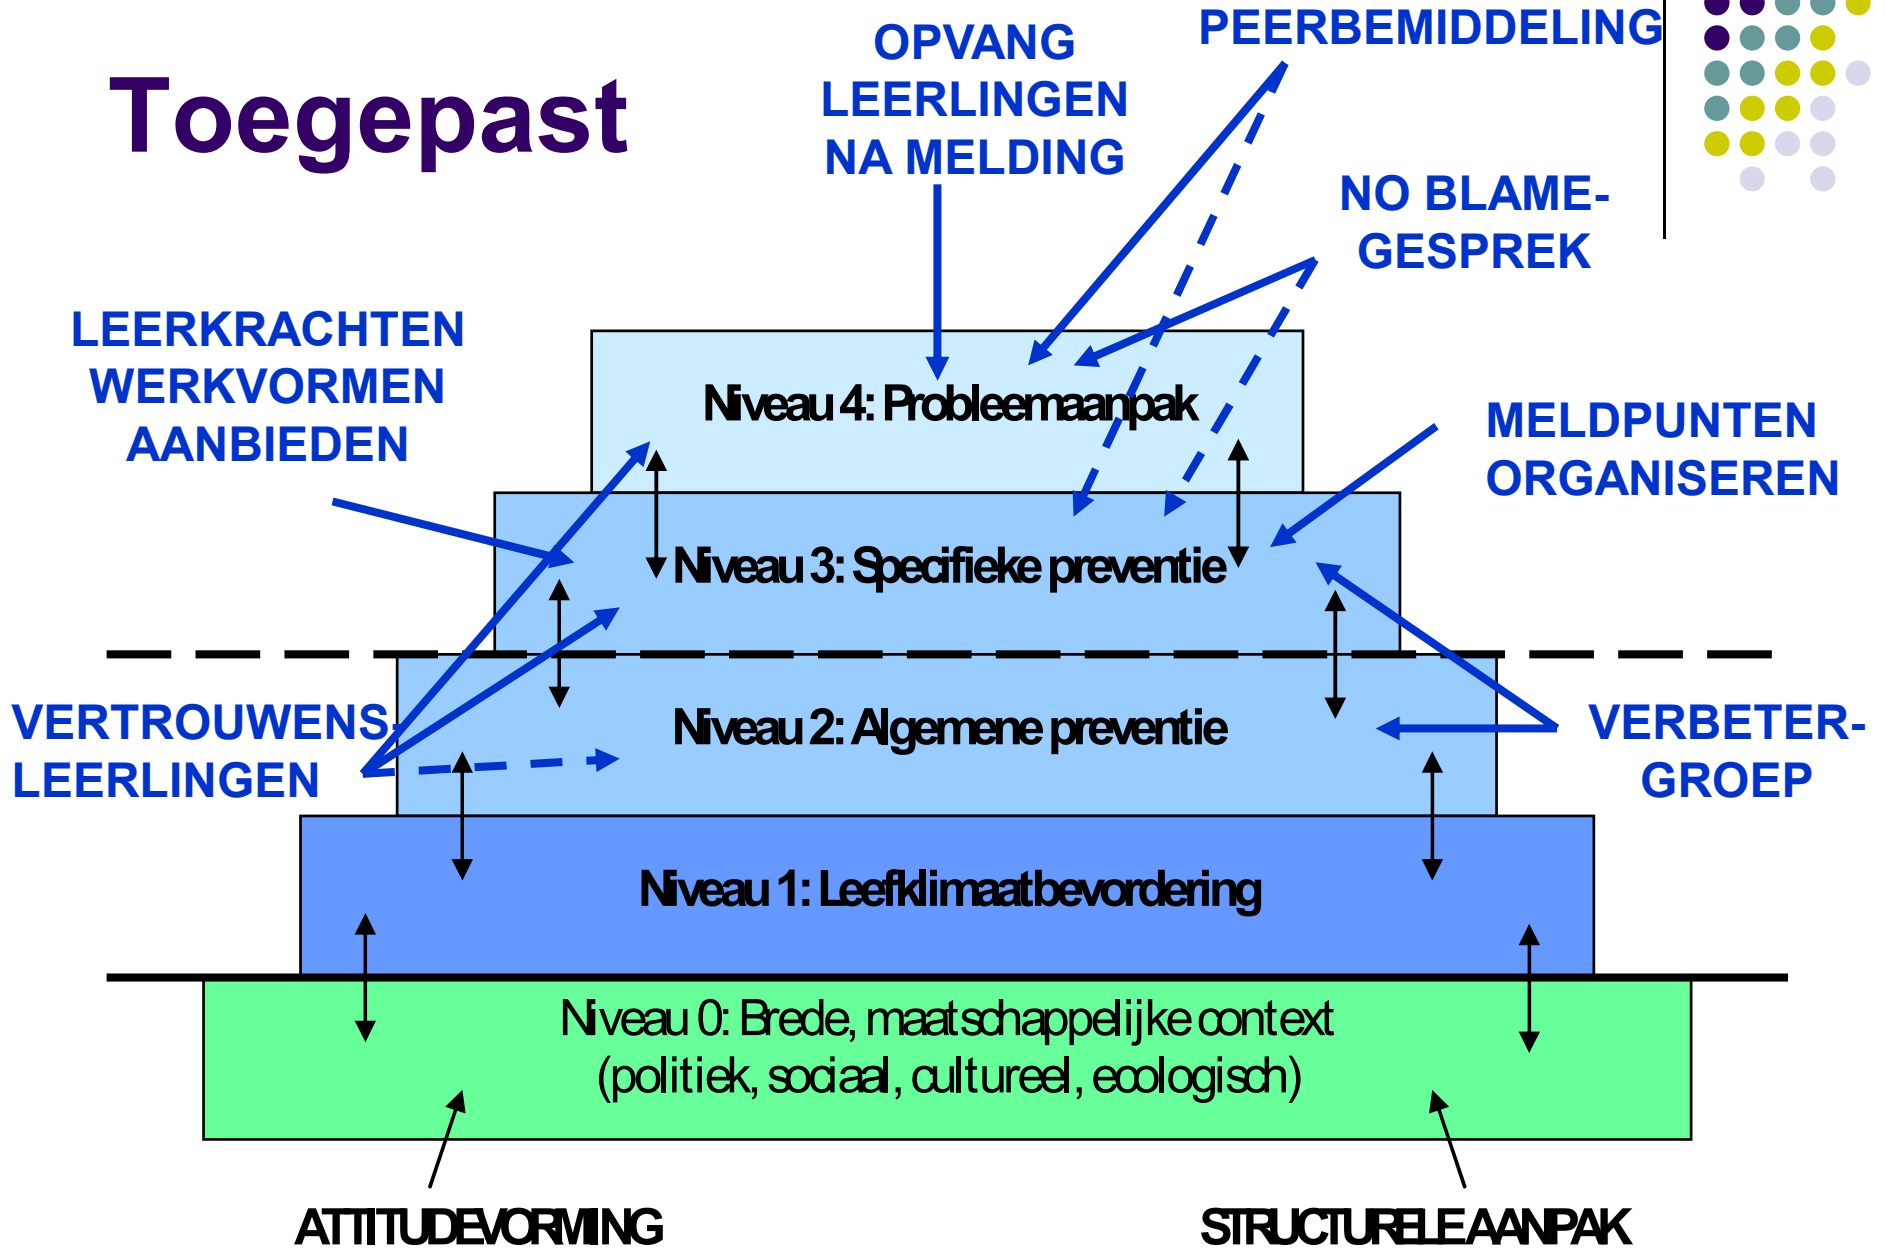 Toegepast
OPVANG
LEERLINGEN
NA MELDING
PEERBEMIDDELING
NO BLAME-
GESPREK
LEERKRACHTEN
WERKVORMEN
AANBIEDEN
MELDPUNTEN
ORGANISEREN
Niveau 4: Probleemaanpak
Niveau 3: Specifieke preventie
VERTROUWENS-
LEERLINGEN
Niveau 2: Algemene preventie
VERBETER-
GROEP
Niveau 1: Leefklimaatbevordering
Niveau 0: Brede, maatschappelijke context
(politiek, sociaal, cultureel, ecologisch)
ATTITUDEVORMING
STRUCTURELE AANPAK